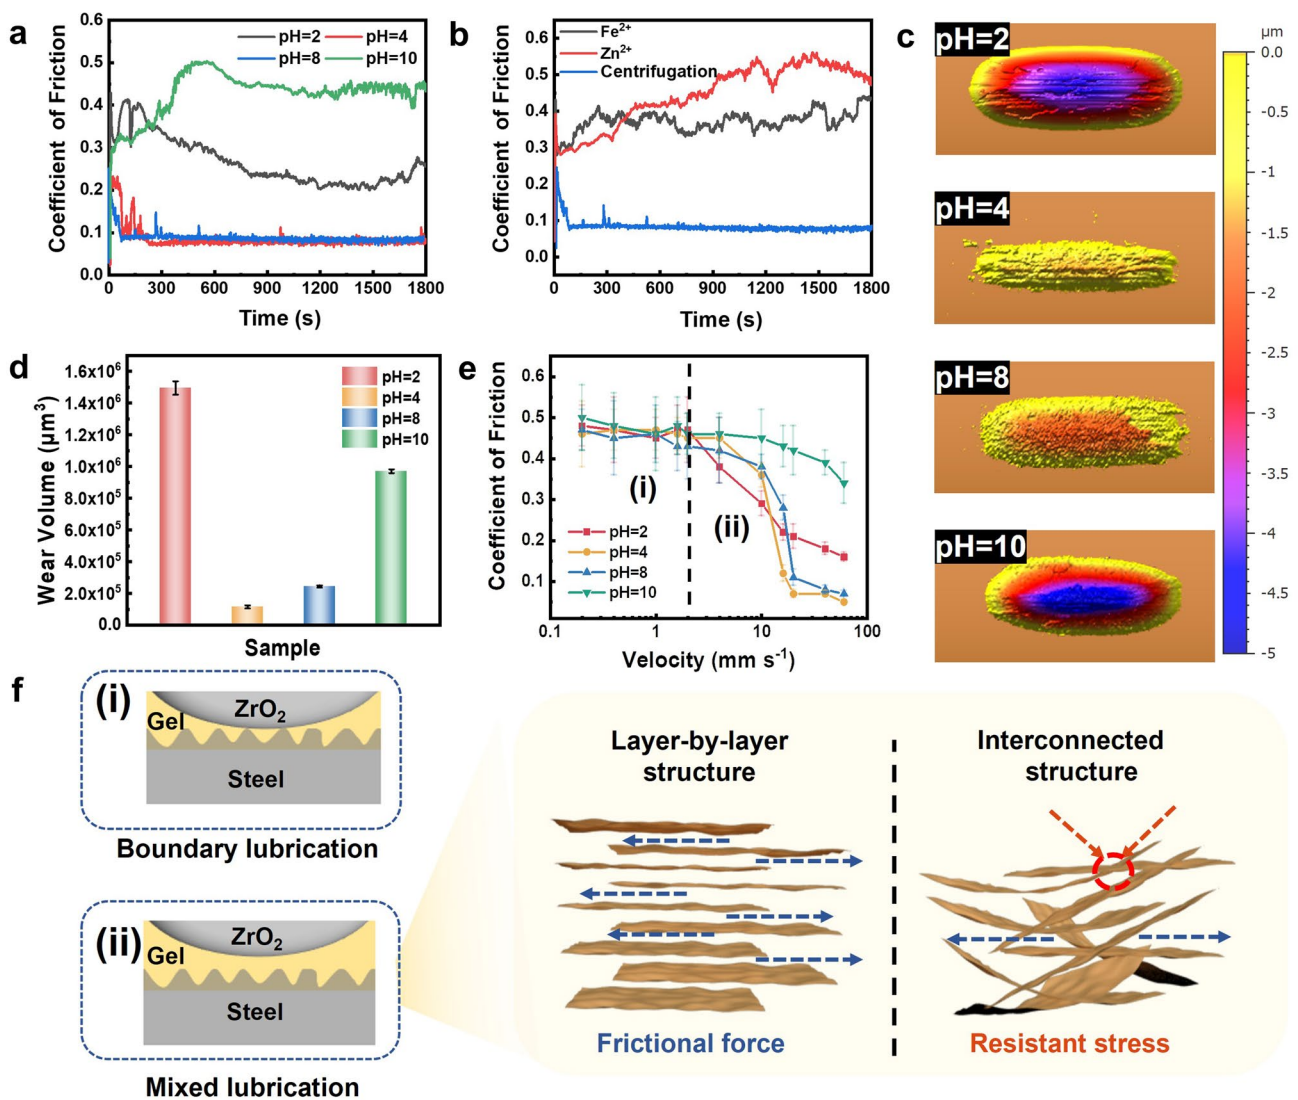 a
0.6
0.5
0.4
0.3
0.2
0.1
0.0
Coefficient of Friction
pH=2
pH=4
pH=8
pH=10
0 300 600 900 1200 1500 1800
Time (s)
b
0.6
0.5
0.4
0.3
0.2
0.1
0.0
Coefficient of Friction
Fe²⁺
Zn²⁺
Centrifugation
0 300 600 900 1200 1500 1800
Time (s)
c
pH=2
pH=4
pH=8
pH=10
μm
0.0
-0.5
-1
-1.5
-2
-2.5
-3
-3.5
-4
-4.5
-5
d
1.6x10⁶
1.4x10⁶
1.2x10⁶
1.0x10⁶
8.0x10⁵
6.0x10⁵
4.0x10⁵
2.0x10⁵
0.0
Wear Volume (μm³)
pH=2
pH=4
pH=8
pH=10
Sample
e
0.6
0.5
0.4
0.3
0.2
0.1
Coefficient of Friction
(i)
(ii)
pH=2
pH=4
pH=8
pH=10
0.1 1 10 100
Velocity (mm s⁻¹)
f
(i)
ZrO₂
Gel
Steel
Boundary lubrication
(ii)
ZrO₂
Gel
Steel
Mixed lubrication
Layer-by-layer
structure
Frictional force
Interconnected
structure
Resistant stress